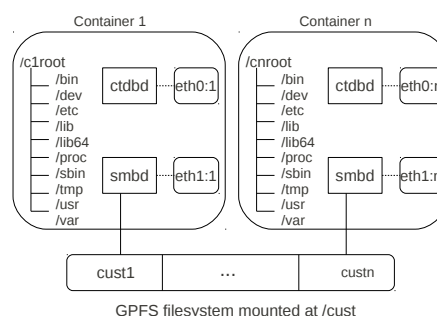 Container 1
Container n
/c1root
/bin
/dev
/etc
/lib
/lib64
/proc
/sbin
/tmp
/usr
/var
ctdbd
eth0:1
smbd
eth1:1
/cnroot
/bin
/dev
/etc
/lib
/lib64
/proc
/sbin
/tmp
/usr
/var
ctdbd
eth0:n
smbd
eth1:n
cust1
...
custn
GPFS filesystem mounted at /cust